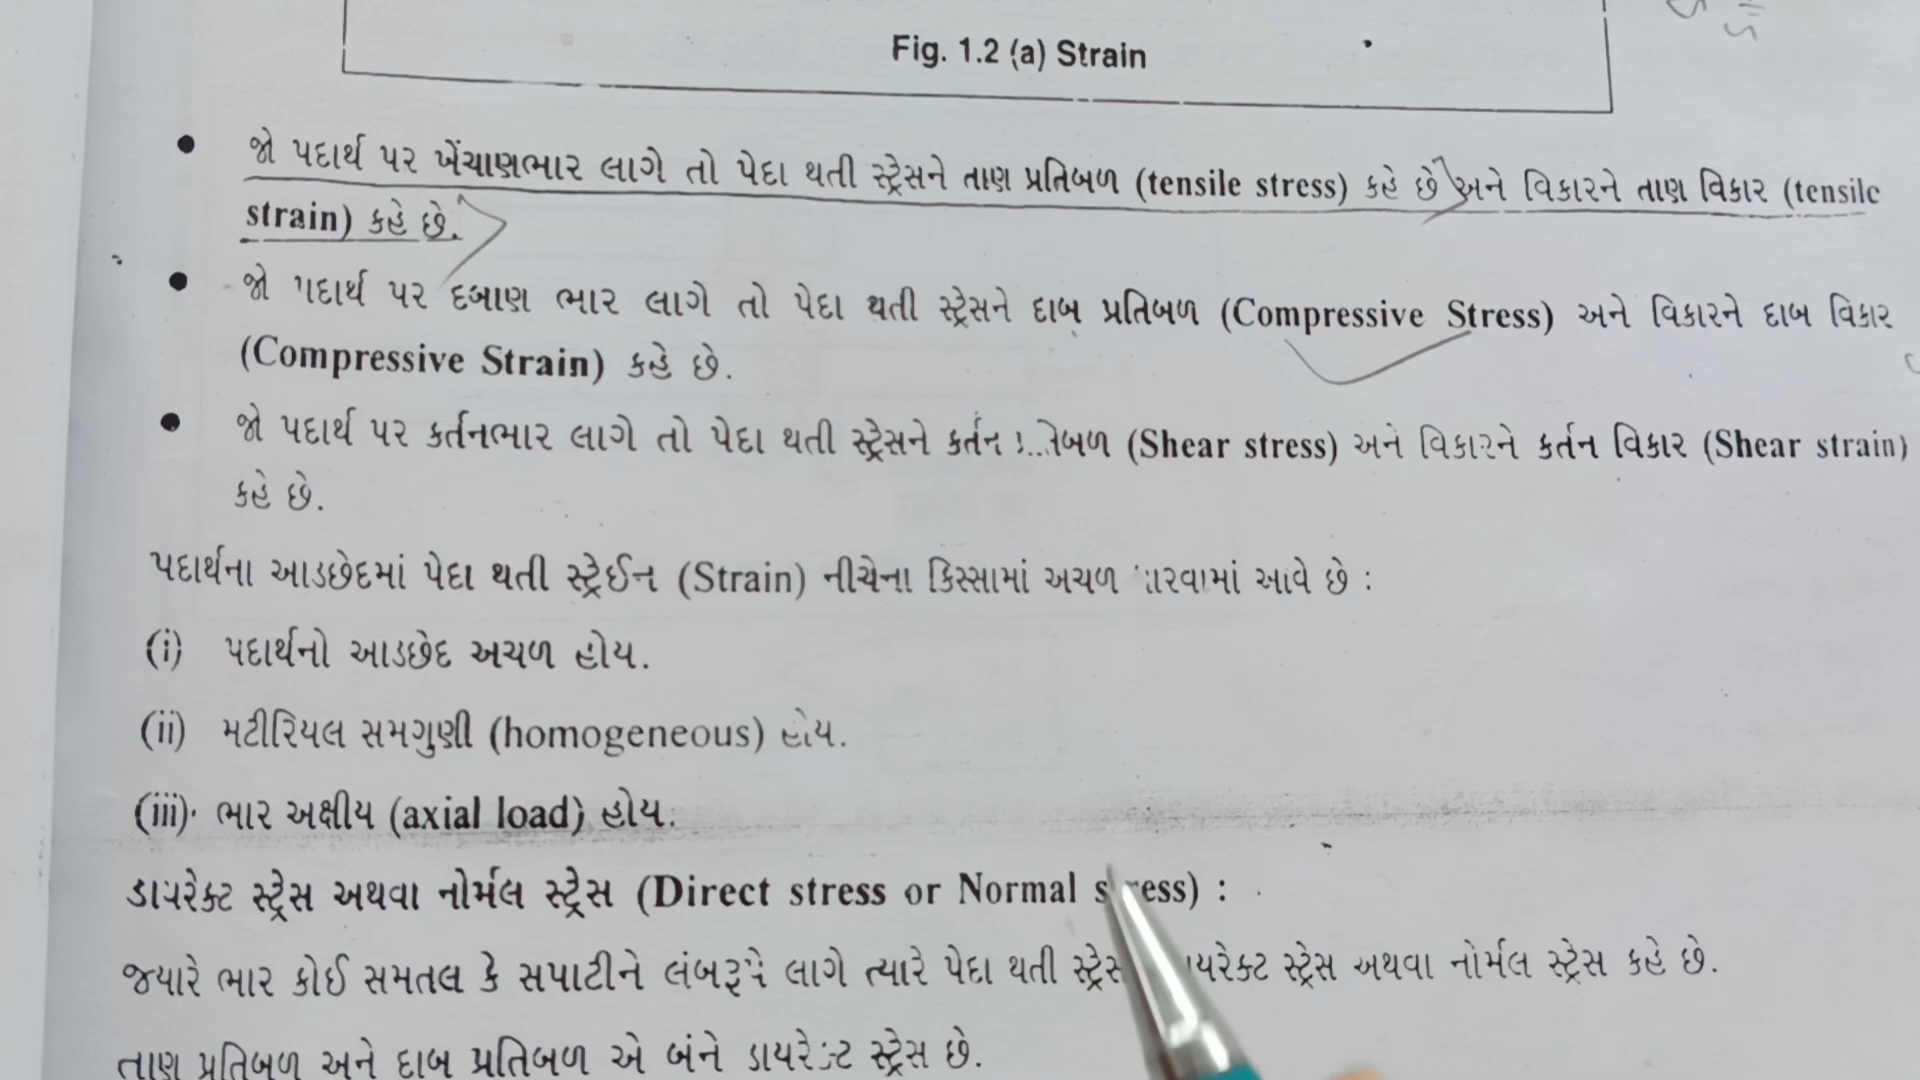 Fig. 1.2 (a) Strain
• જો પદાર્થ પર ખેંચાણભાર લાગે તો પેદા થતી સ્ટ્રેસને તાણ પ્રતિબળ (tensile stress) કહે છે અને વિકારને તાણ વિકાર (tensile
strain) કહે છે.
• જો પદાર્થ પર દબાણ ભાર લાગે તો પેદા થતી સ્ટ્રેસને દાબ પ્રતિબળ (Compressive Stress) અને વિકારને દાબ વિકાર
(Compressive Strain) કહે છે.
• જો પદાર્થ પર કર્તનભાર લાગે તો પેદા થતી સ્ટ્રેસને કર્તન (Shear stress) અને વિકારને કર્તન વિકાર (Shear strain)
કહે છે.
પદાર્થના આડછેદમાં પેદા થતી સ્ટ્રેઈન (Strain) નીચેના કિસ્સામાં અચળ આવે છે :
(i) પદાર્થનો આડછેદ અચળ હોય.
(ii) મટીરિયલ સમગુણી (homogeneous) હોય.
(iii) ભાર અક્ષીય (axial load) હોય.
ડાયરેક્ટ સ્ટ્રેસ અથવા નોર્મલ સ્ટ્રેસ (Direct stress or Normal stress) :
જ્યારે ભાર કોઈ સમતલ કે સપાટીને લંબરૂપે લાગે ત્યારે પેદા થતી સ્ટ્રેસ સ્ટ્રેસ અથવા નોર્મલ સ્ટ્રેસ કહે છે.
તાણ પ્રતિબળ અને દાબ પ્રતિબળ એ બંને ડાયરેક્ટ સ્ટ્રેસ છે.